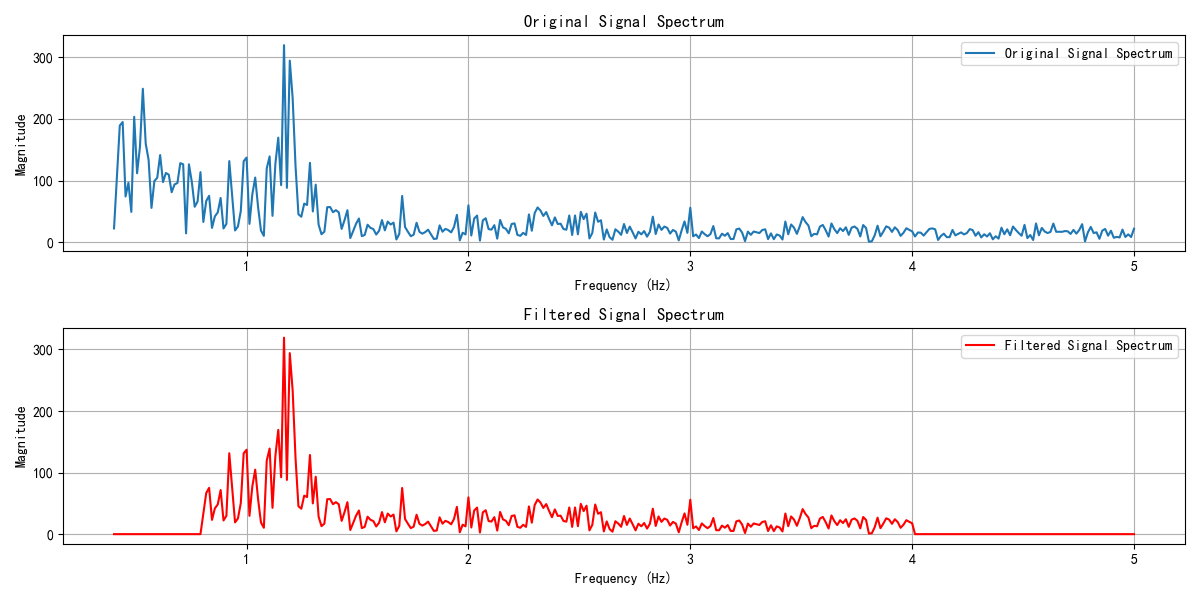 Original Signal Spectrum
Original Signal Spectrum
Magnitude
300
200
100
0
1
2
3
4
5
Frequency (Hz)
Filtered Signal Spectrum
Filtered Signal Spectrum
Magnitude
300
200
100
0
1
2
3
4
5
Frequency (Hz)